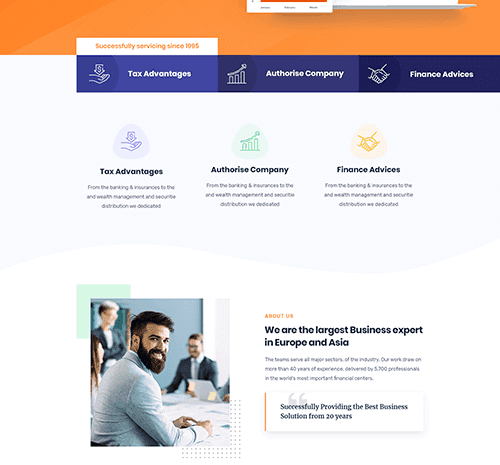 January February March
Successfully servicing since 1995
Tax Advantages Authorise Company Finance Advices
Tax Advantages
From the banking & insurances to the
and wealth management and securitie
distribution we dedicated
Authorise Company
From the banking & insurances to the
and wealth management and securitie
distribution we dedicated
Finance Advices
From the banking & insurances to the
and wealth management and securitie
distribution we dedicated
ABOUT US
We are the largest Business expert
in Europe and Asia
The teams serve all major sectors, of the industry. Our work draw on
more than 40 years of experience, delivered by 5,700 professionals
in the world's most important financial centers.
Successfully Providing the Best Business
Solution from 20 years